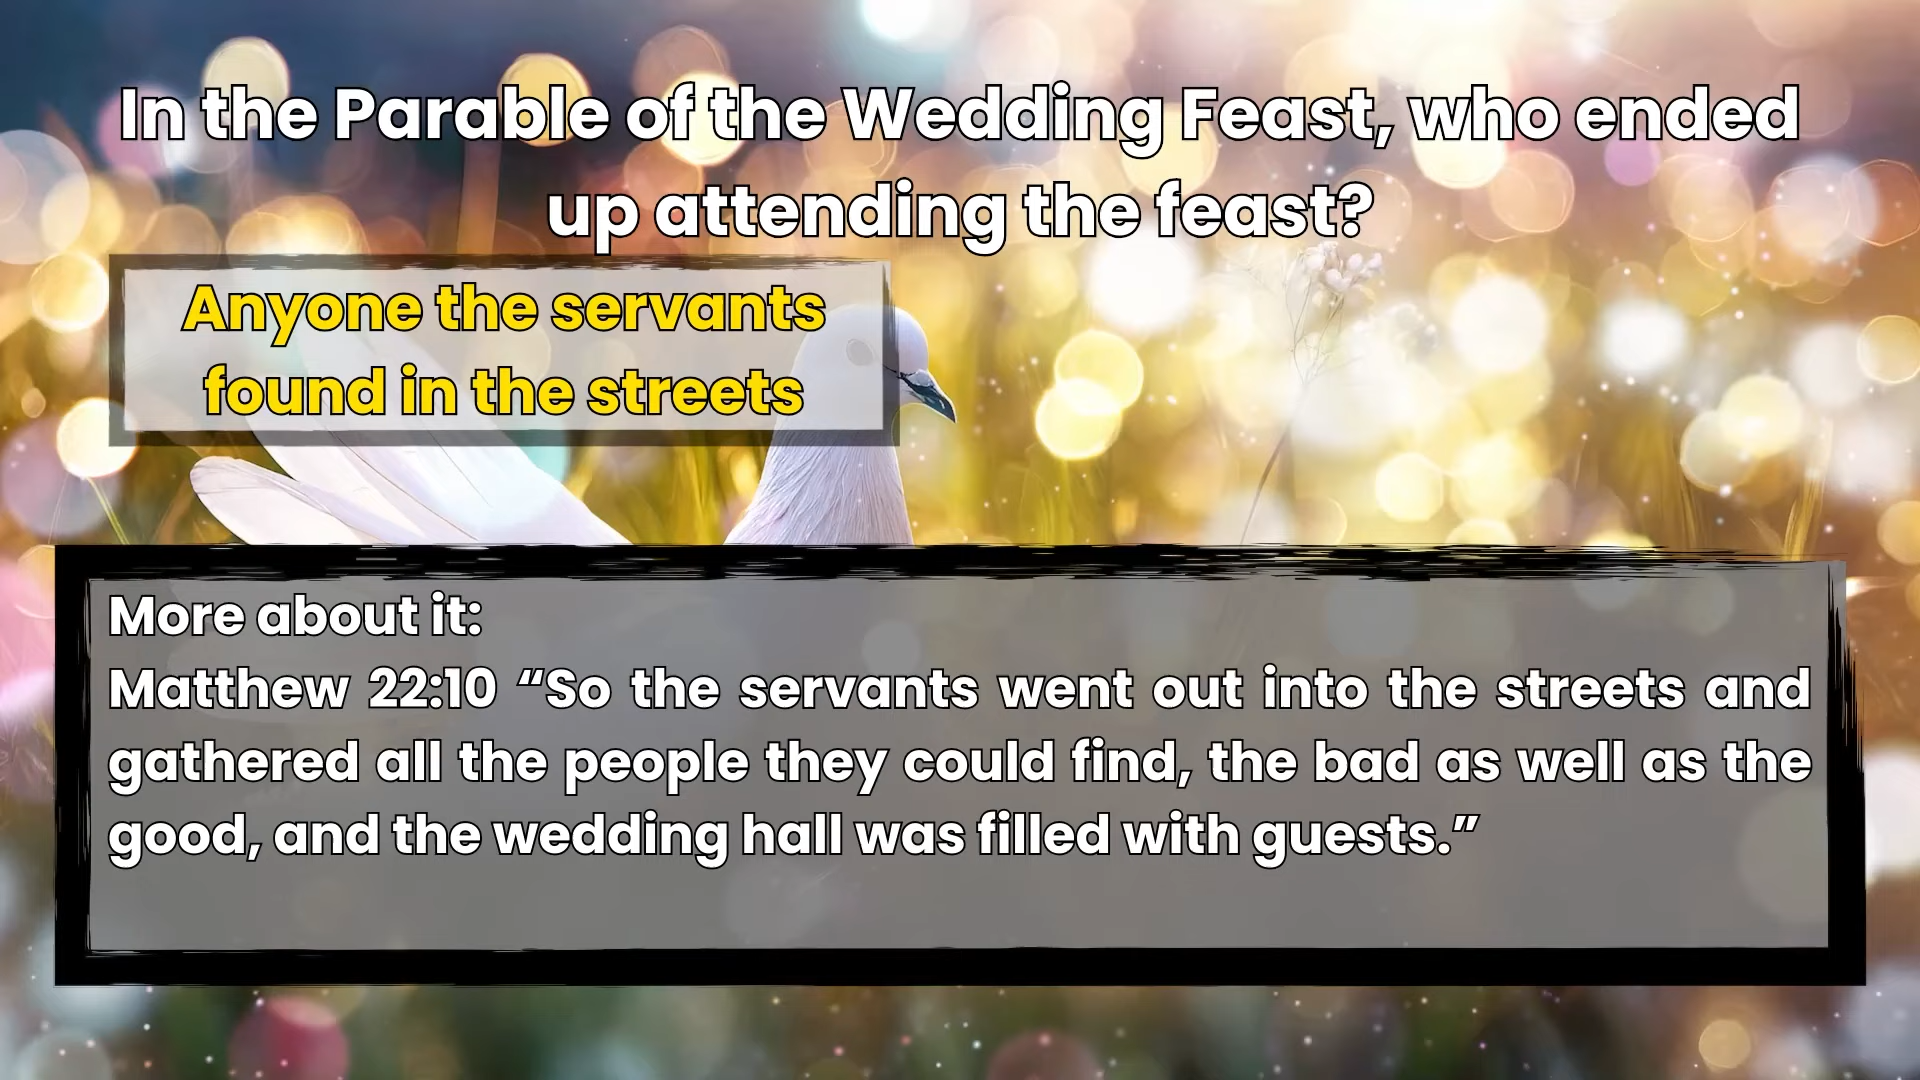 In the Parable of the Wedding Feast, who ended
up attending the feast?
Anyone the servants
found in the streets
More about it:
Matthew 22:10 “So the servants went out into the streets and
gathered all the people they could find, the bad as well as the
good, and the wedding hall was filled with guests.”